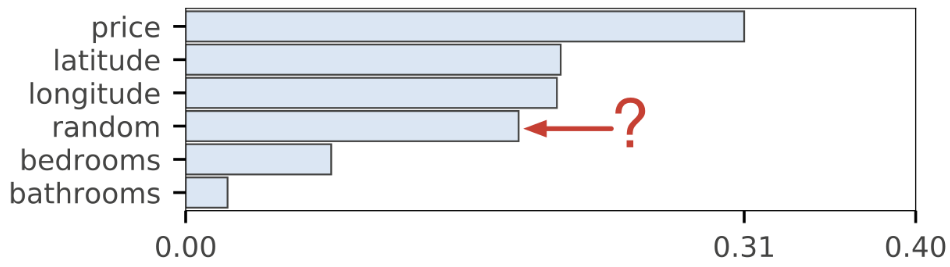 price
latitude
longitude
random
?
bedrooms
bathrooms
0.00
0.31
0.40